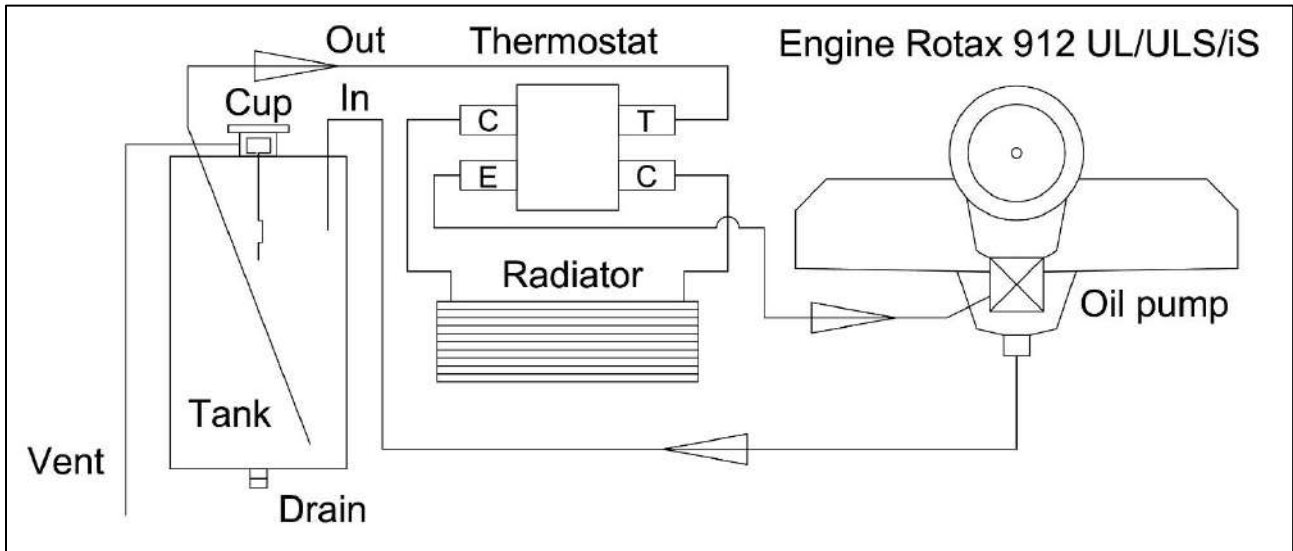 Out
Thermostat
Engine Rotax 912 UL/ULS/iS
Cup
In
C
T
E
C
Radiator
Oil pump
Tank
Vent
Drain